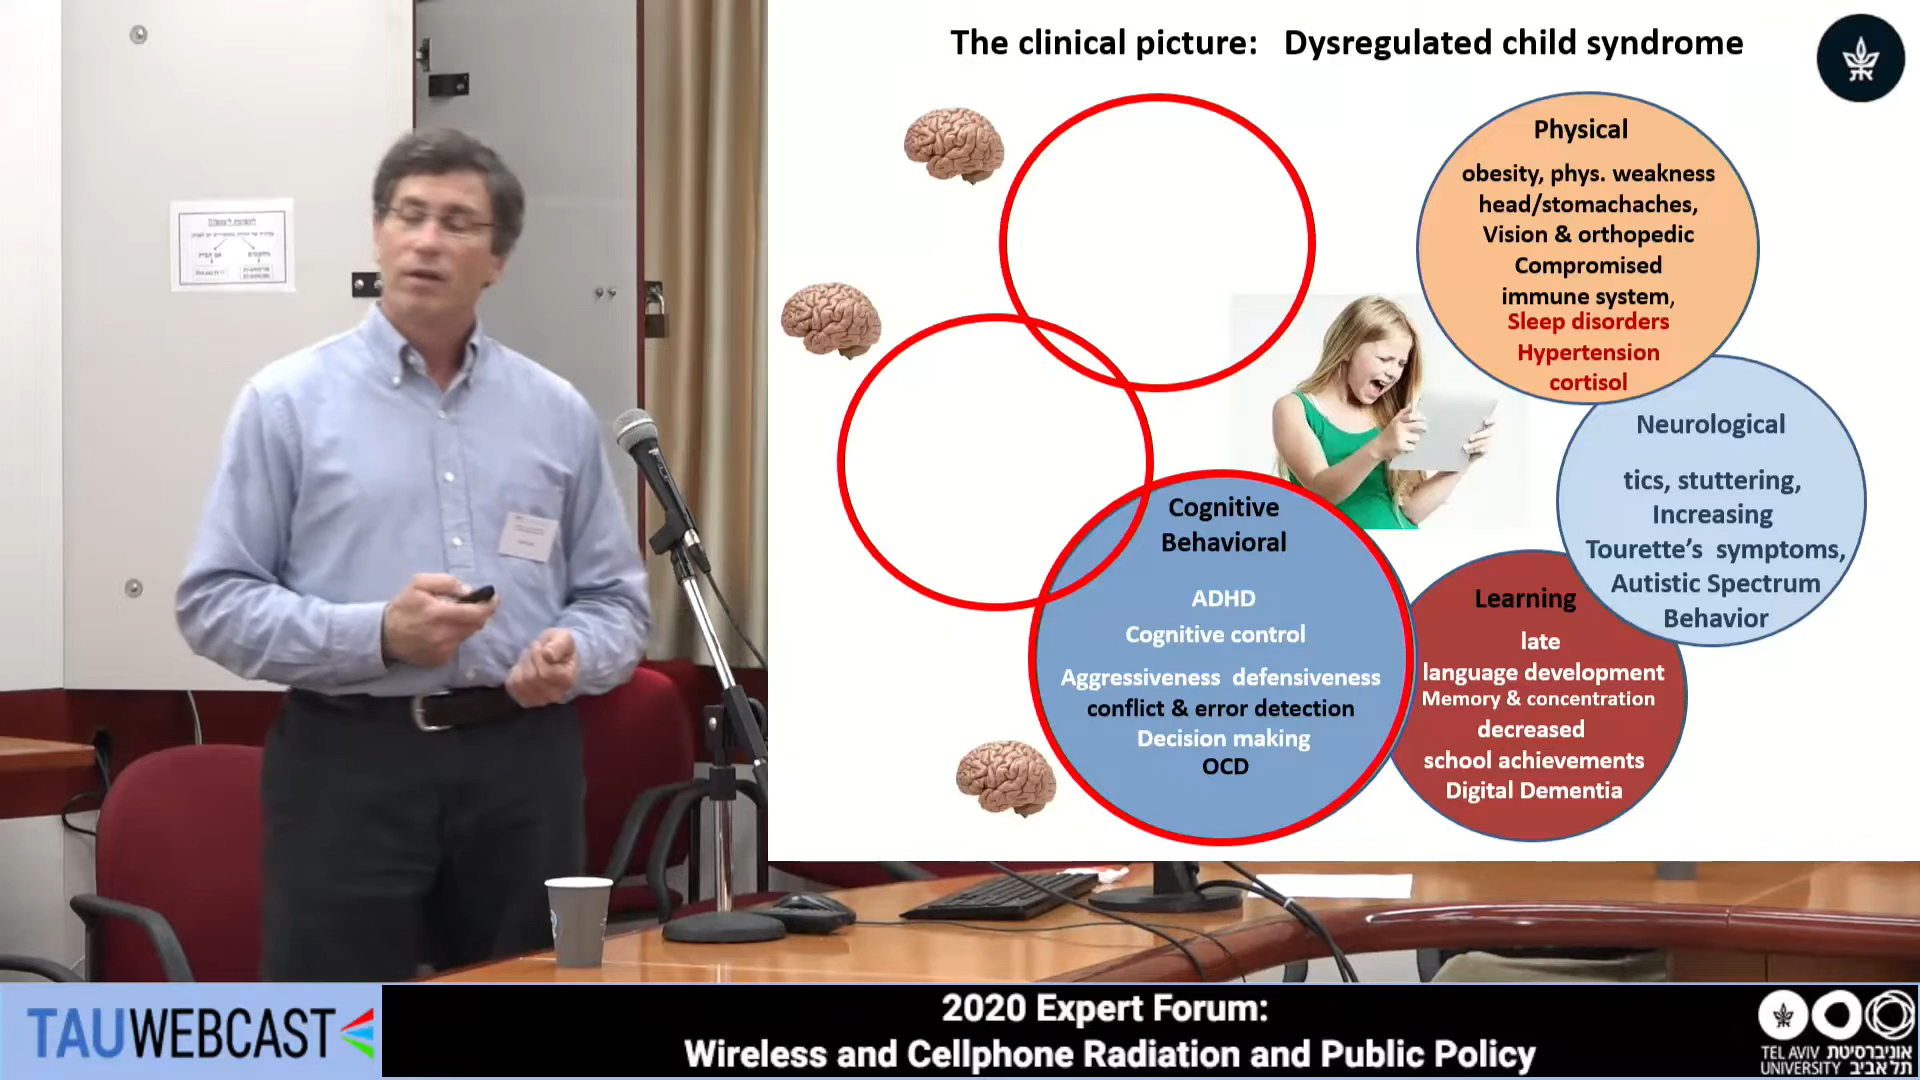 The clinical picture: Dysregulated child syndrome
Physical
obesity, phys. weakness
head/stomachaches,
Vision & orthopedic
Compromised
immune system,
Sleep disorders
Hypertension
cortisol
Neurological
tics, stuttering,
Increasing
Tourette’s symptoms,
Autistic Spectrum
Behavior
Cognitive
Behavioral
ADHD
Cognitive control
Aggressiveness defensiveness
conflict & error detection
Decision making
OCD
Learning
late
language development
Memory & concentration
decreased
school achievements
Digital Dementia
TAUWEBCAST
2020 Expert Forum:
Wireless and Cellphone Radiation and Public Policy
TEL AVIV אוניברסיטת
UNIVERSITY תל אביב